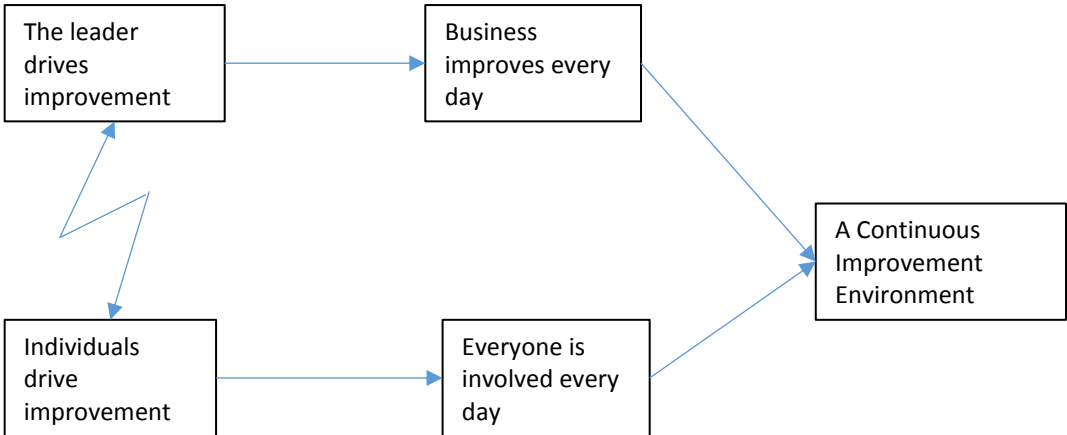 The leader
drives
improvement
Business
improves every
day
A Continuous
Improvement
Environment
Individuals
drive
improvement
Everyone is
involved every
day